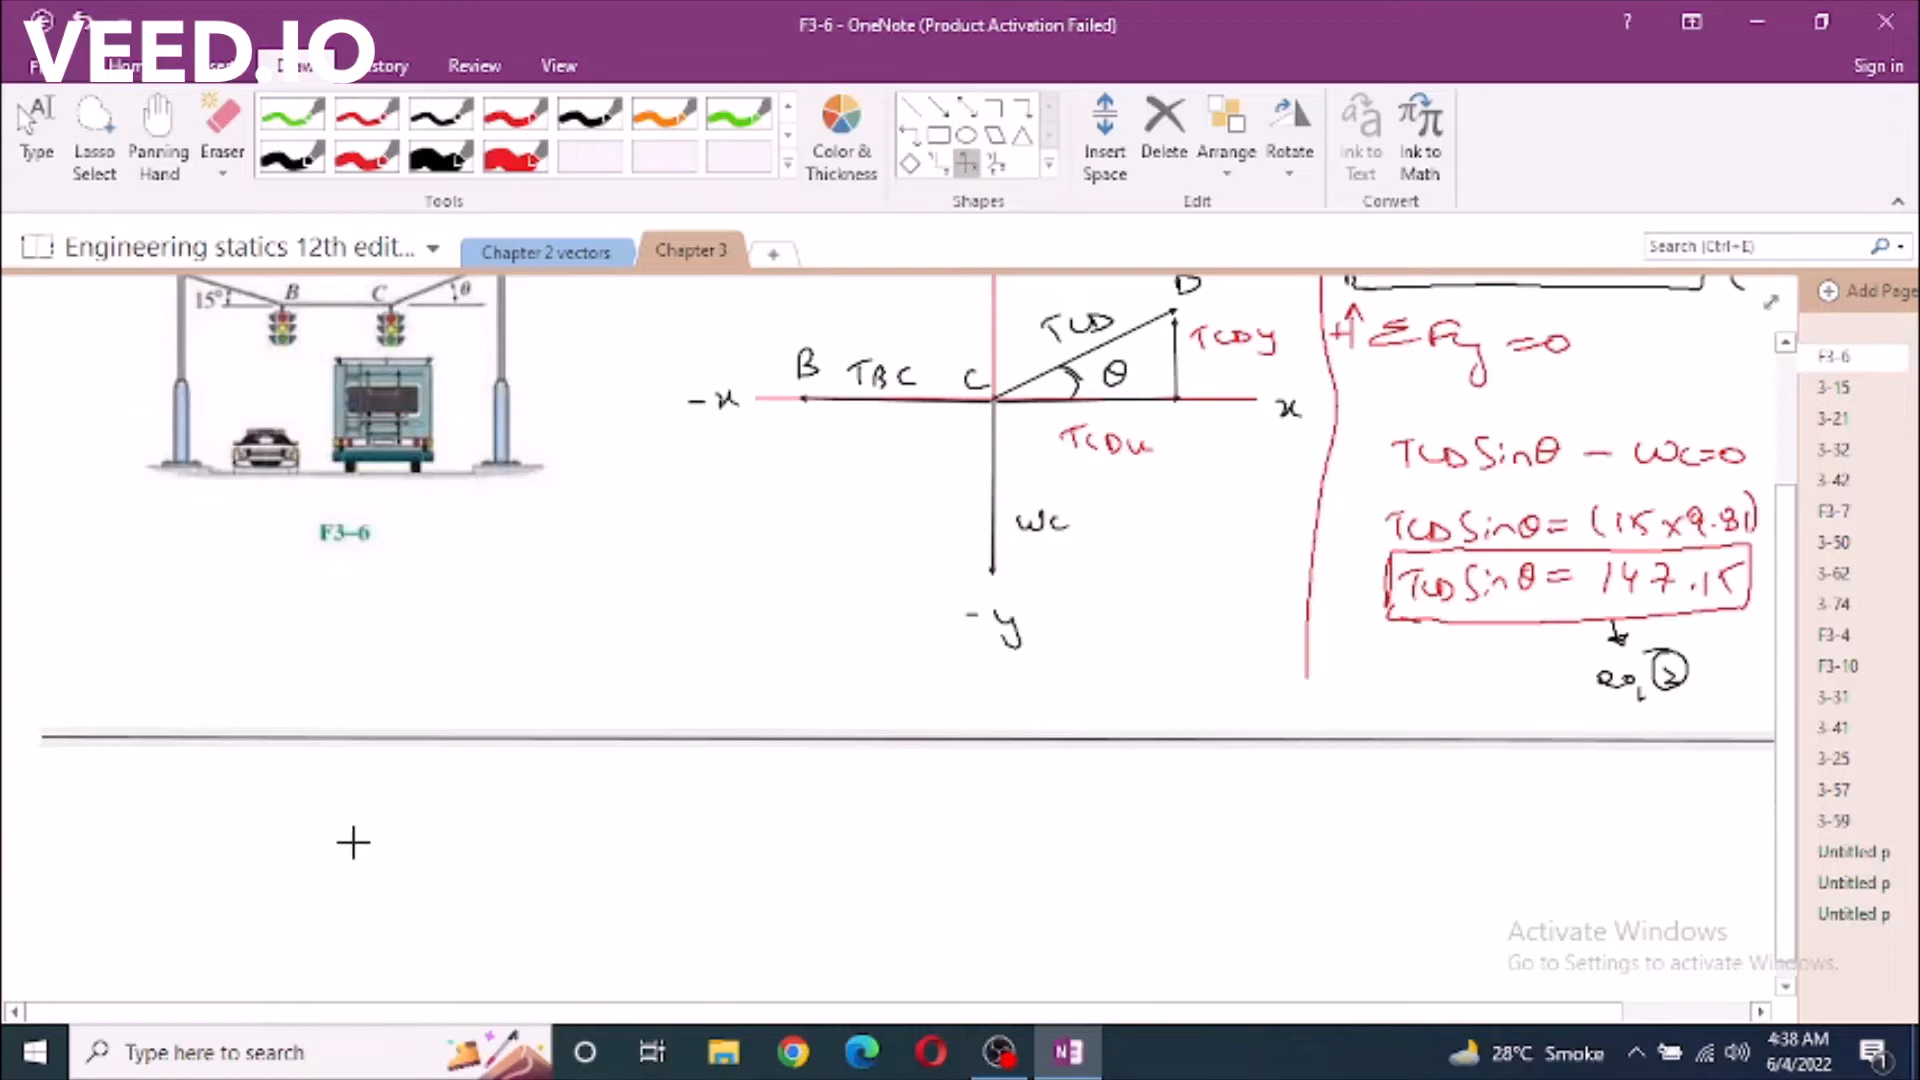 VEED.IO
F3-6 - OneNote (Product Activation Failed)
?
Draw
Review
View
Sign in
Type
Lasso Select
Panning Hand
Eraser
Color & Thickness
Insert Space
Delete
Arrange
Rotate
Ink to Text
Ink to Math
Tools
Shapes
Edit
Convert
Engineering statics 12th edit...
Chapter 2 vectors
Chapter 3
Search (Ctrl+E)
Add Page
15°
B
C
θ
F3–6
D
TCD
TCDy
B
TBC
C
θ
-x
x
TCDx
WC
-y
ΣFy =0
TCD Sinθ - WC=0
TCD Sinθ = (15×9.81)
TCD Sinθ = 147.15
eq, 2
F3-6
3-15
3-21
3-32
3-42
F3-7
3-50
3-62
3-74
F3-4
F3-10
3-31
3-41
3-25
3-57
3-59
Untitled p
Untitled p
Untitled p
Activate Windows
Go to Settings to activate Windows.
Type here to search
28°C Smoke
4:38 AM
6/4/2022